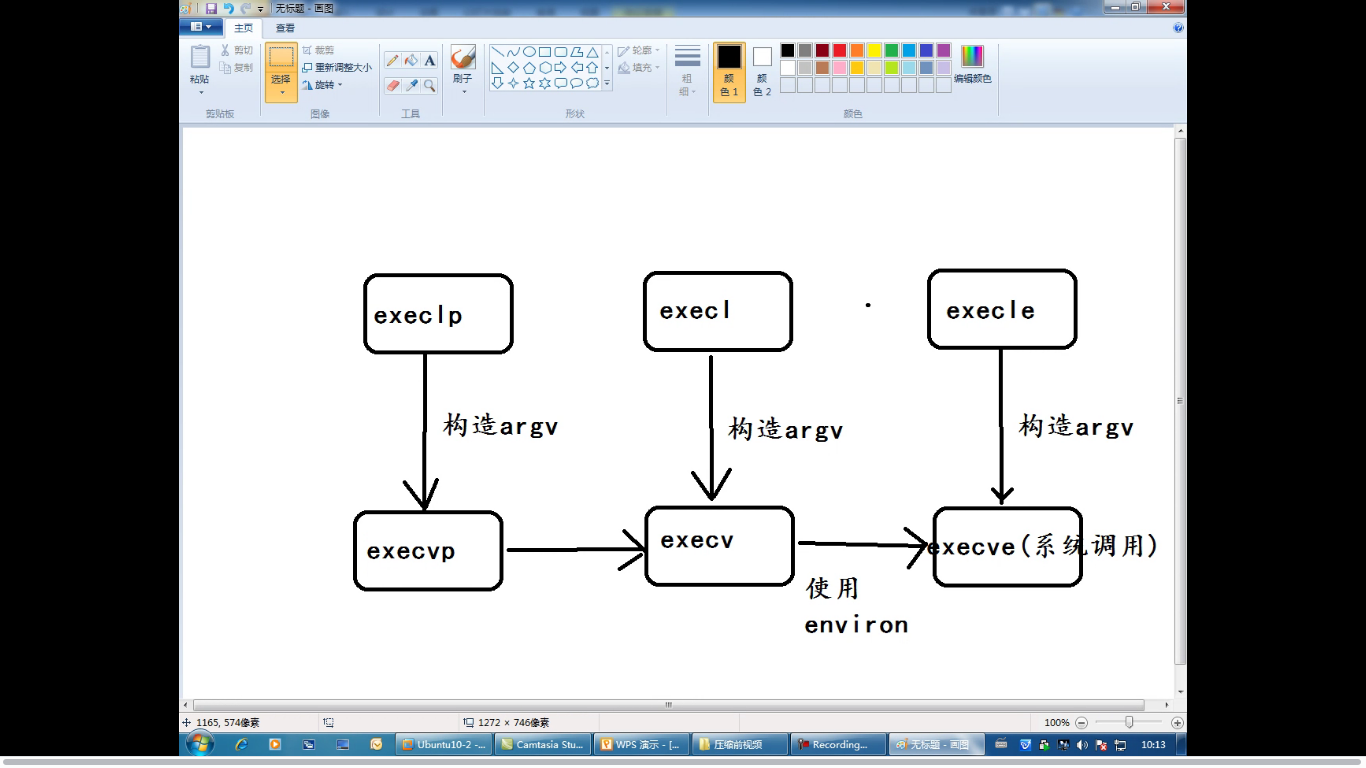 无标题 - 画图
主页
查看
粘贴
剪切
复制
剪贴板
选择
裁剪
重新调整大小
旋转
图像
A
工具
刷子
轮廓
填充
形状
粗
细
颜
色 1
颜
色 2
编辑颜色
颜色
execlp
execl
execle
构造argv
构造argv
构造argv
execvp
execv
execve(系统调用)
使用
environ
1165, 574像素
1272 × 746像素
100%
Ubuntu10-2 -...
Camtasia Stu...
WPS 演示 - [...
压缩前视频
Recording...
无标题 - 画图
10:13